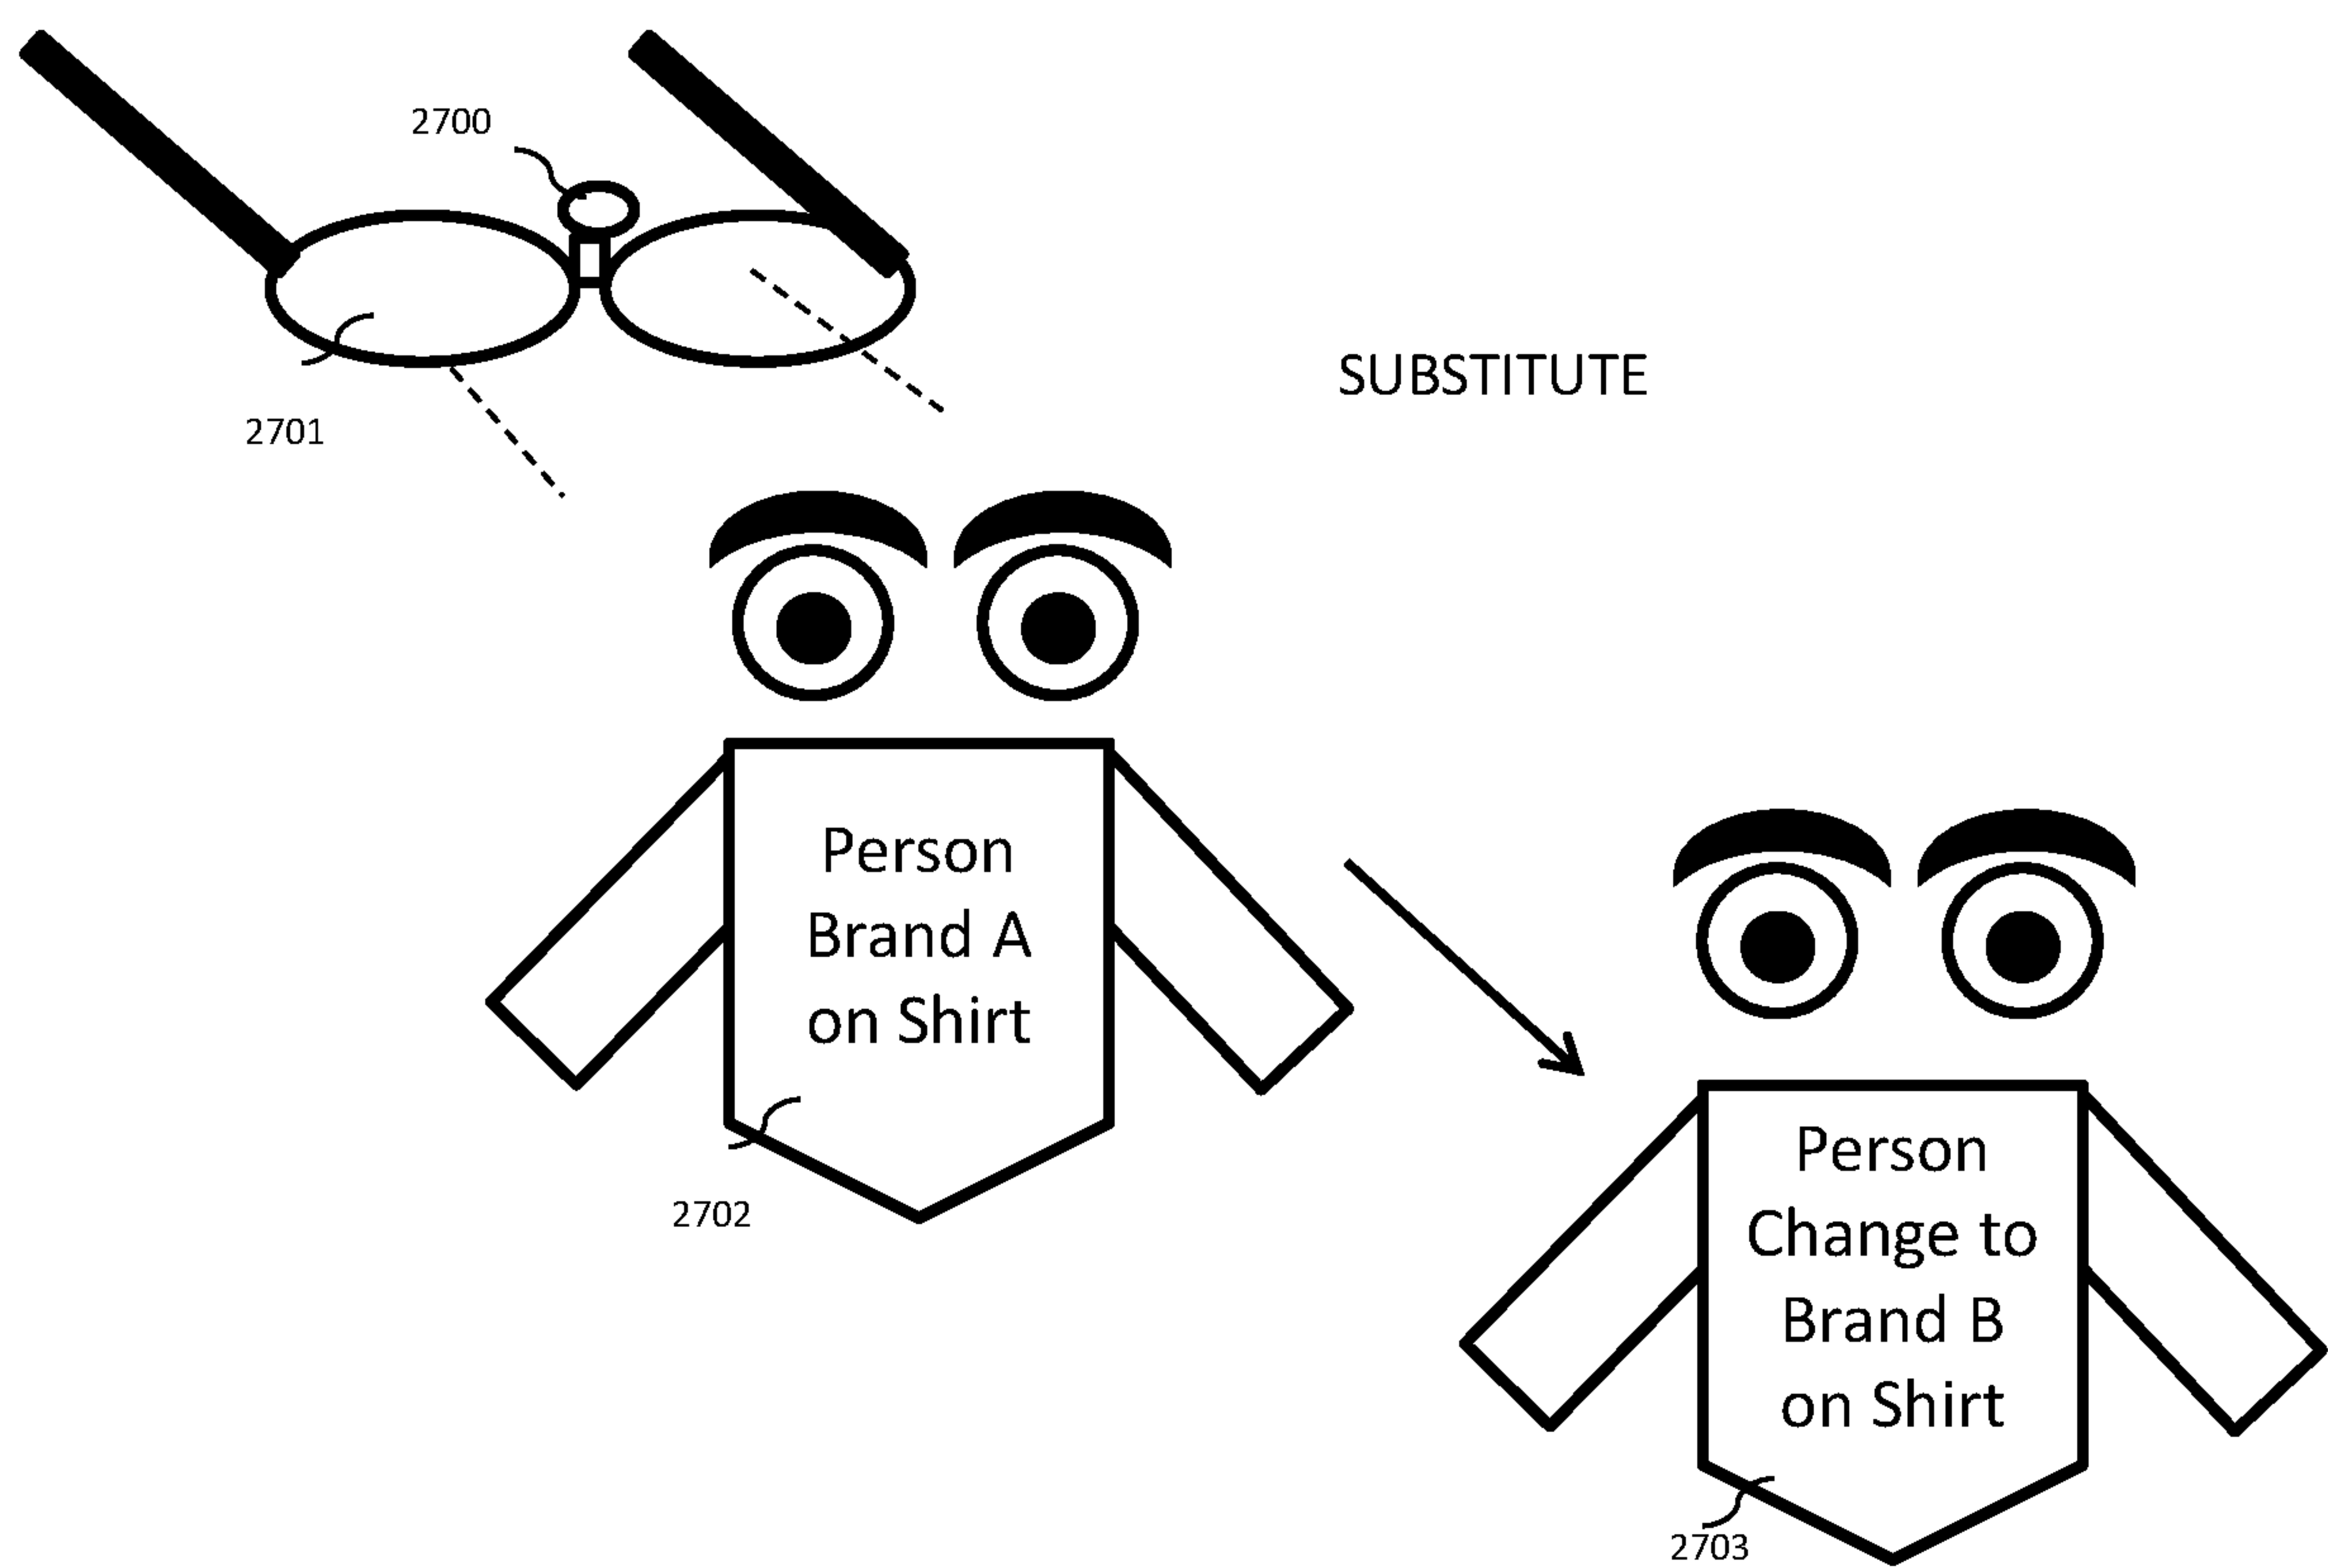 2700
SUBSTITUTE
2701
Person
Brand A
on Shirt
2702
Person
Change to
Brand B
on Shirt
2703